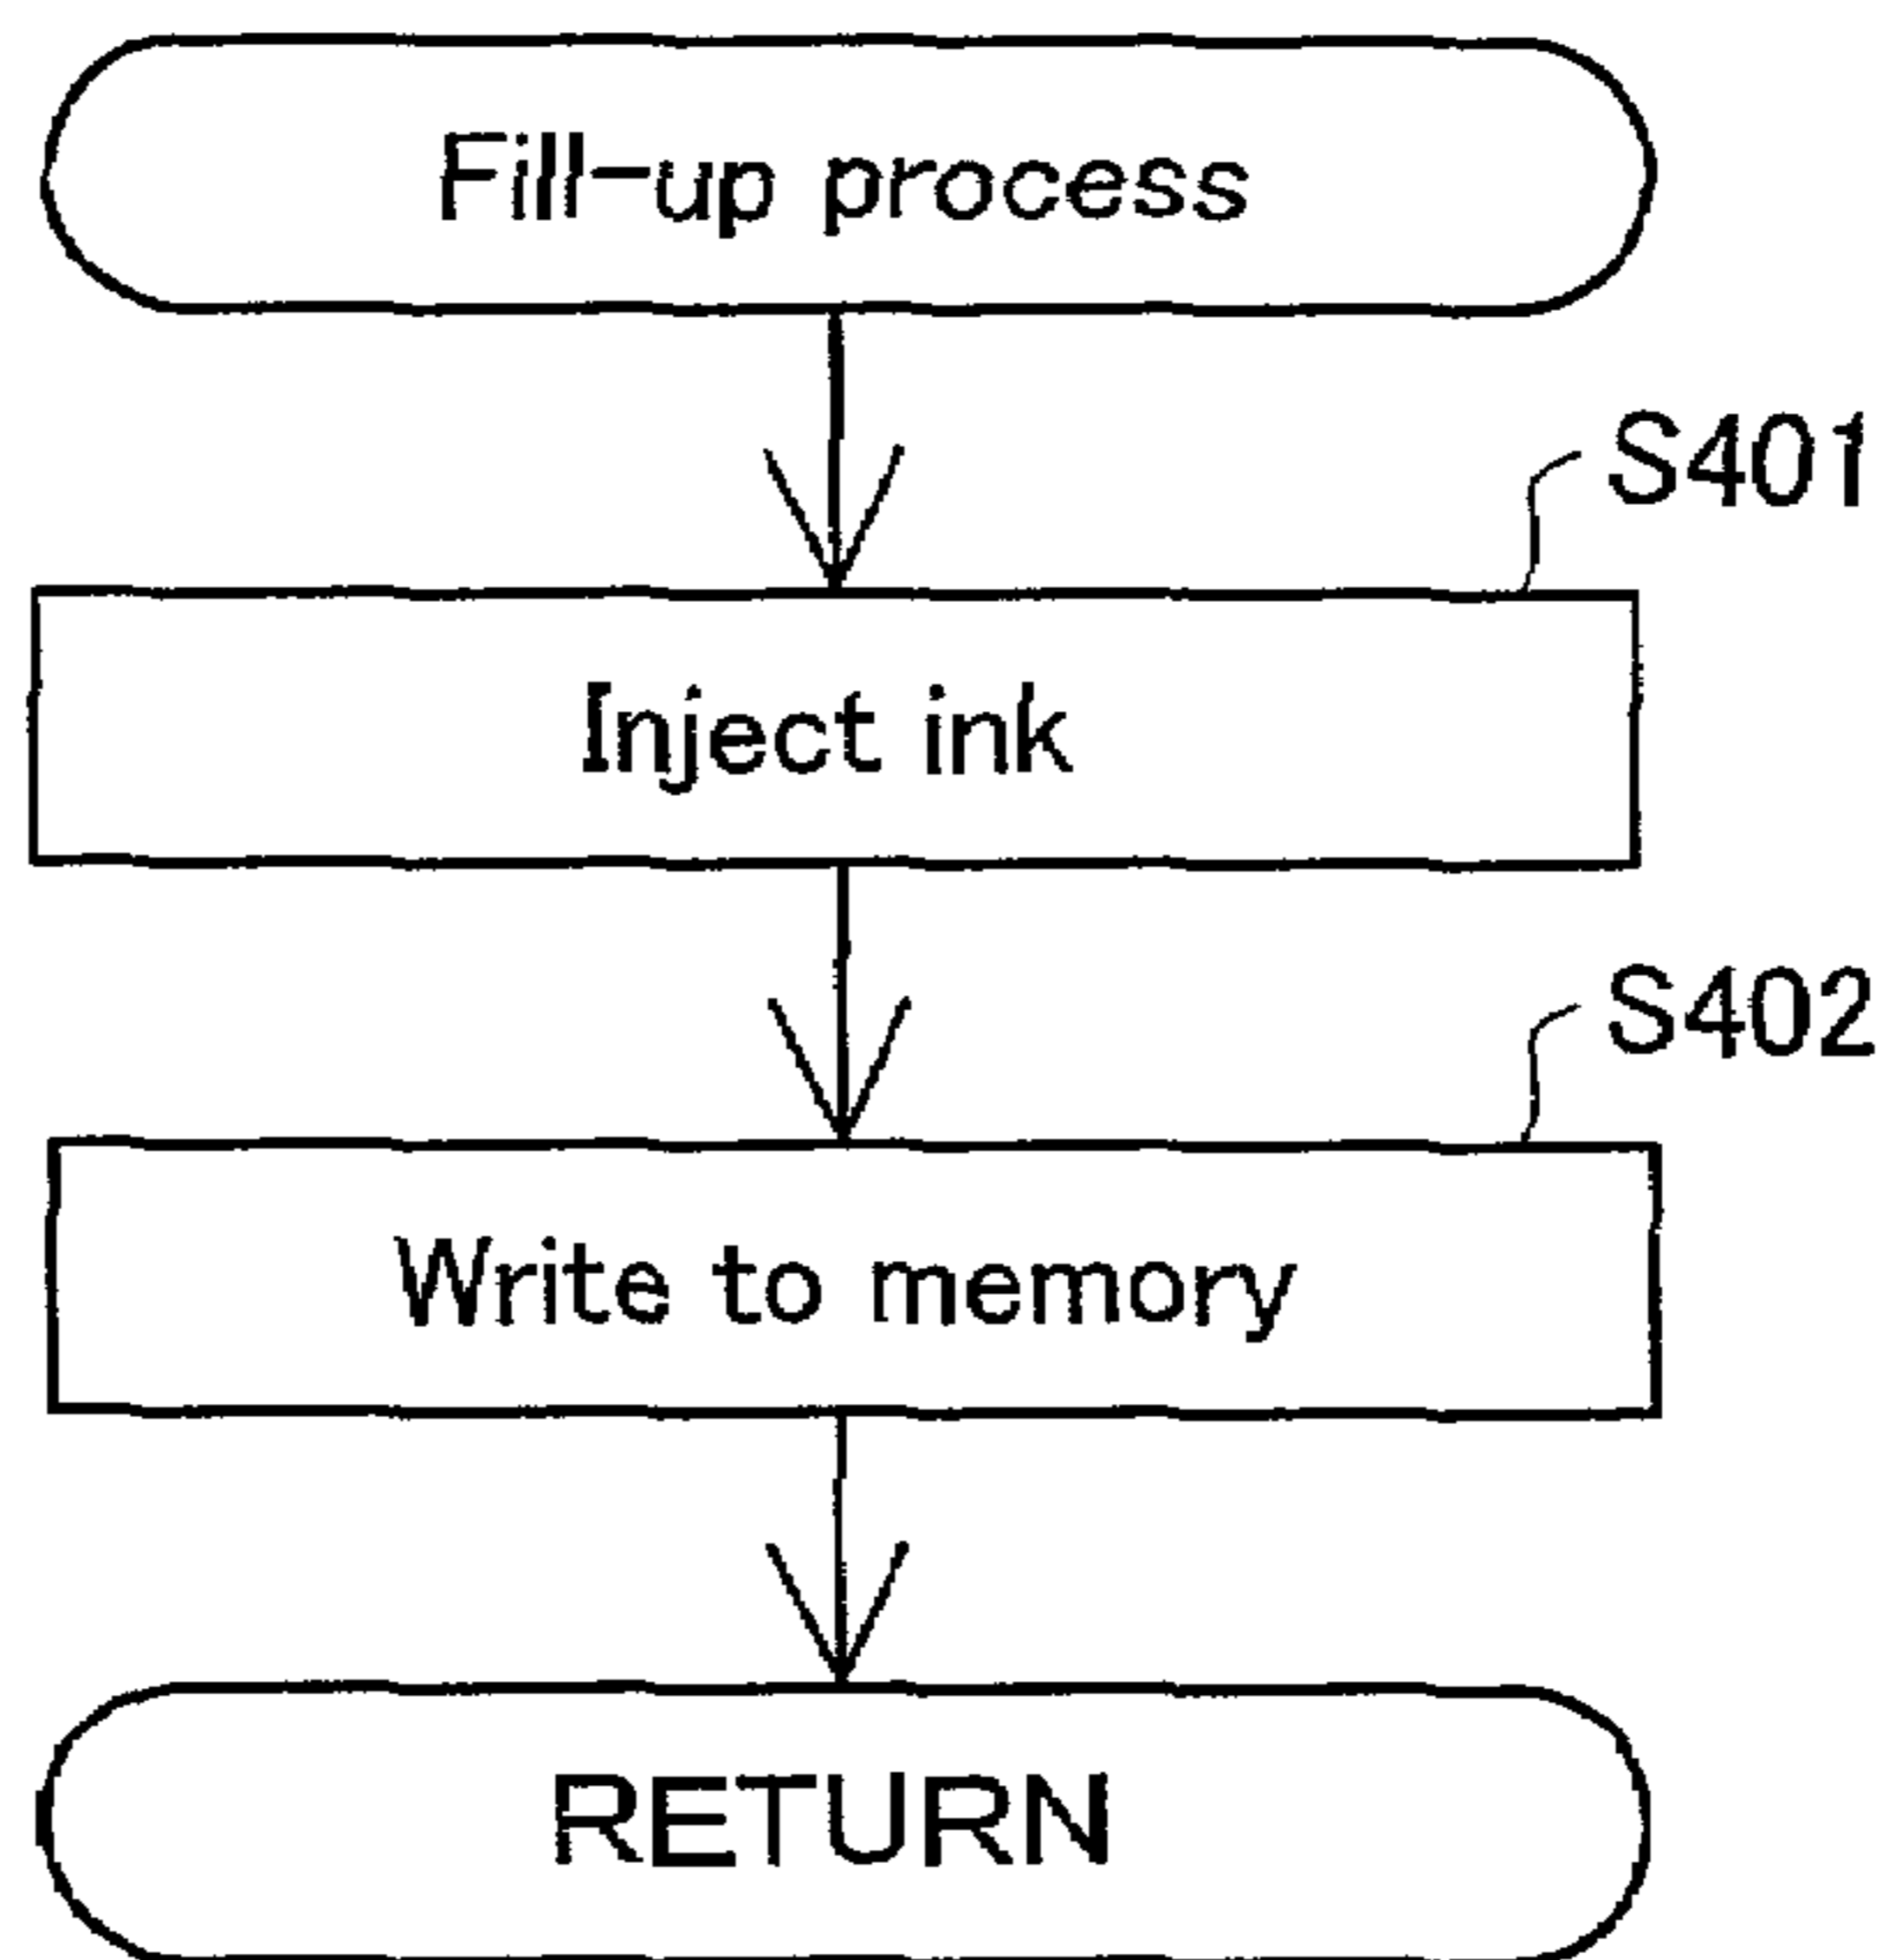 Fill-up process
S401
Inject ink
S402
Write to memory
RETURN